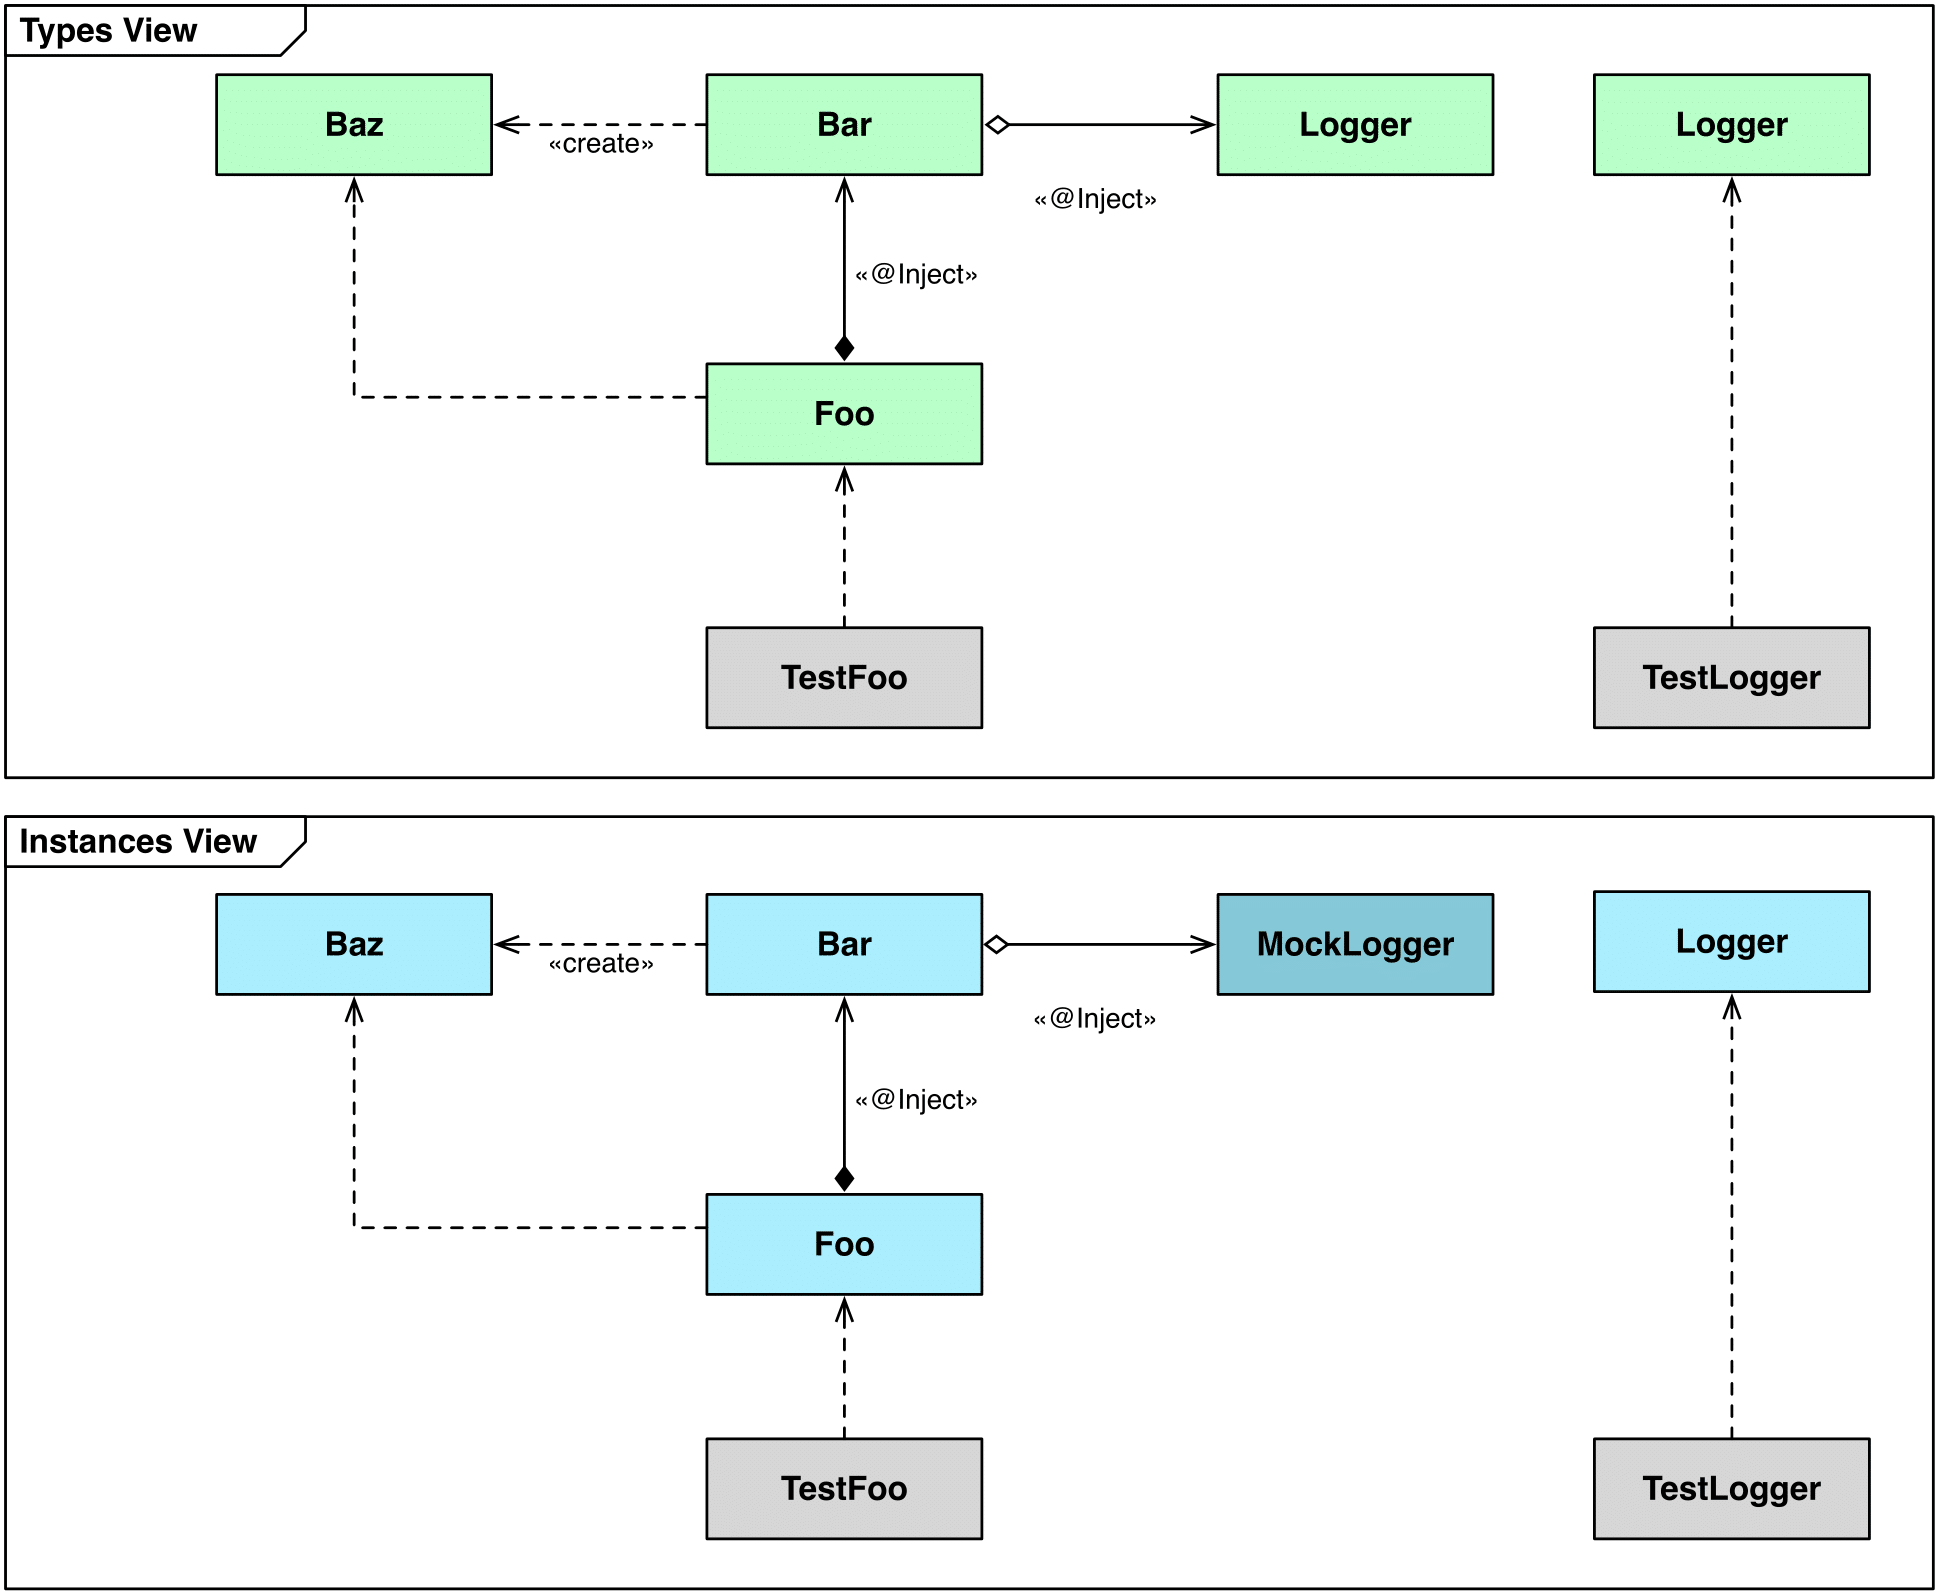 Types View
Baz
Bar
Logger
Logger
«create»
«@Inject»
«@Inject»
Foo
TestFoo
TestLogger
Instances View
Baz
Bar
MockLogger
Logger
«create»
«@Inject»
«@Inject»
Foo
TestFoo
TestLogger